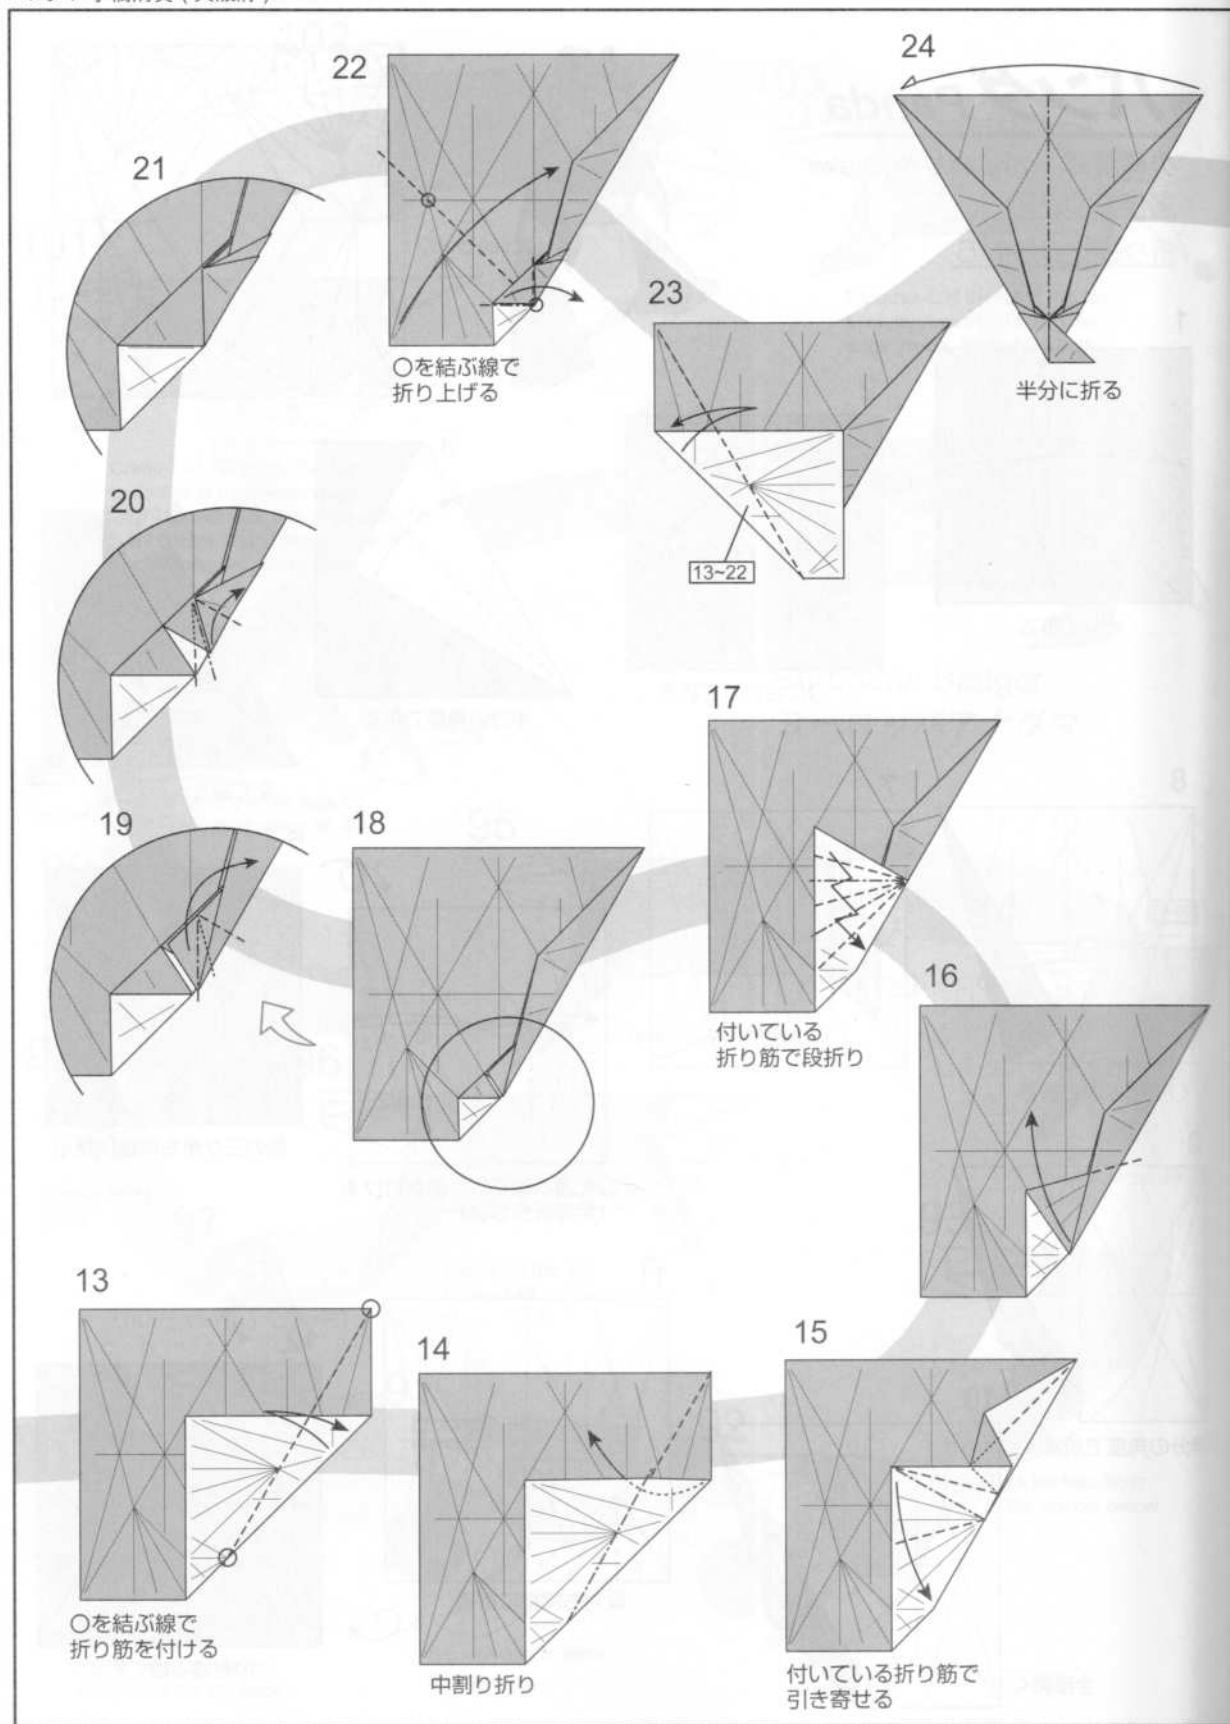 13
○を結ぶ線で
折り筋を付ける
14
中割り折り
15
付いている折り筋で
引き寄せる
16
17
付いている
折り筋で段折り
18
19
20
21
22
○を結ぶ線で
折り上げる
23
13~22
24
半分に折る